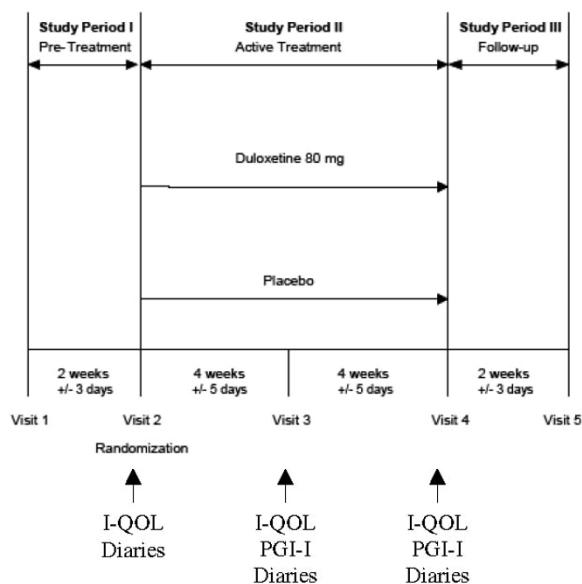 Study Period I
Pre-Treatment
Study Period II
Active Treatment
Study Period III
Follow-up
Duloxetine 80 mg
Placebo
2 weeks
+/- 3 days
4 weeks
+/- 5 days
4 weeks
+/- 5 days
2 weeks
+/- 3 days
Visit 1
Visit 2
Visit 3
Visit 4
Visit 5
Randomization
I-QOL
Diaries
I-QOL
PGI-I
Diaries
I-QOL
PGI-I
Diaries